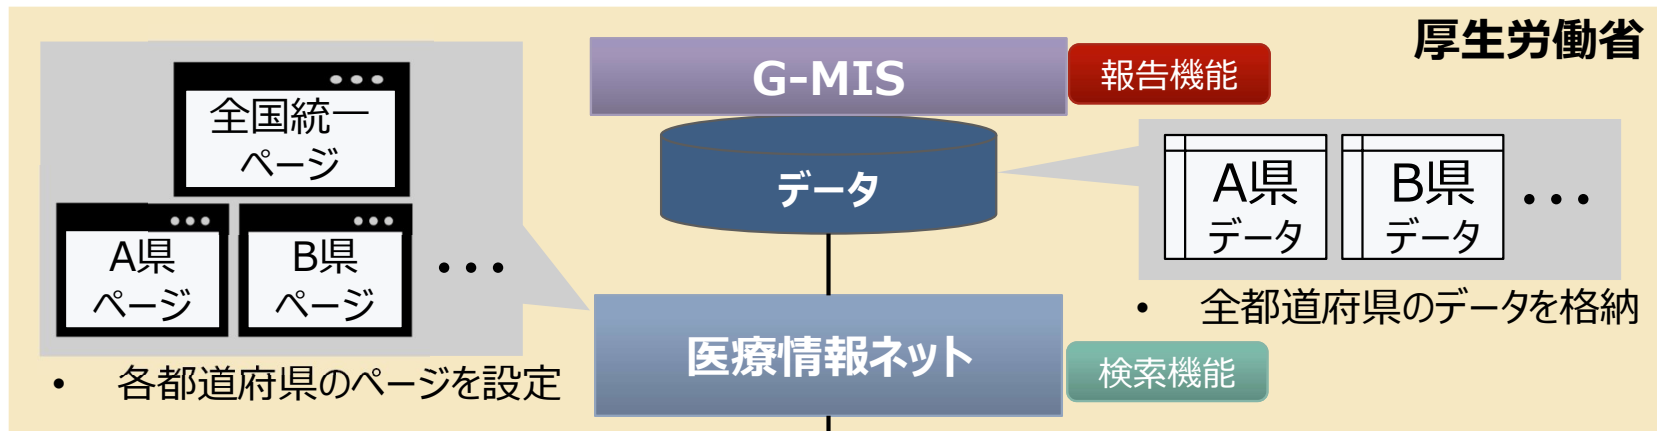 厚生労働省
G-MIS
報告機能
データ
全国統一
ページ
A県
ページ
B県
ページ
・・・
• 各都道府県のページを設定
A県
データ
B県
データ
・・・
• 全都道府県のデータを格納
医療情報ネット
検索機能